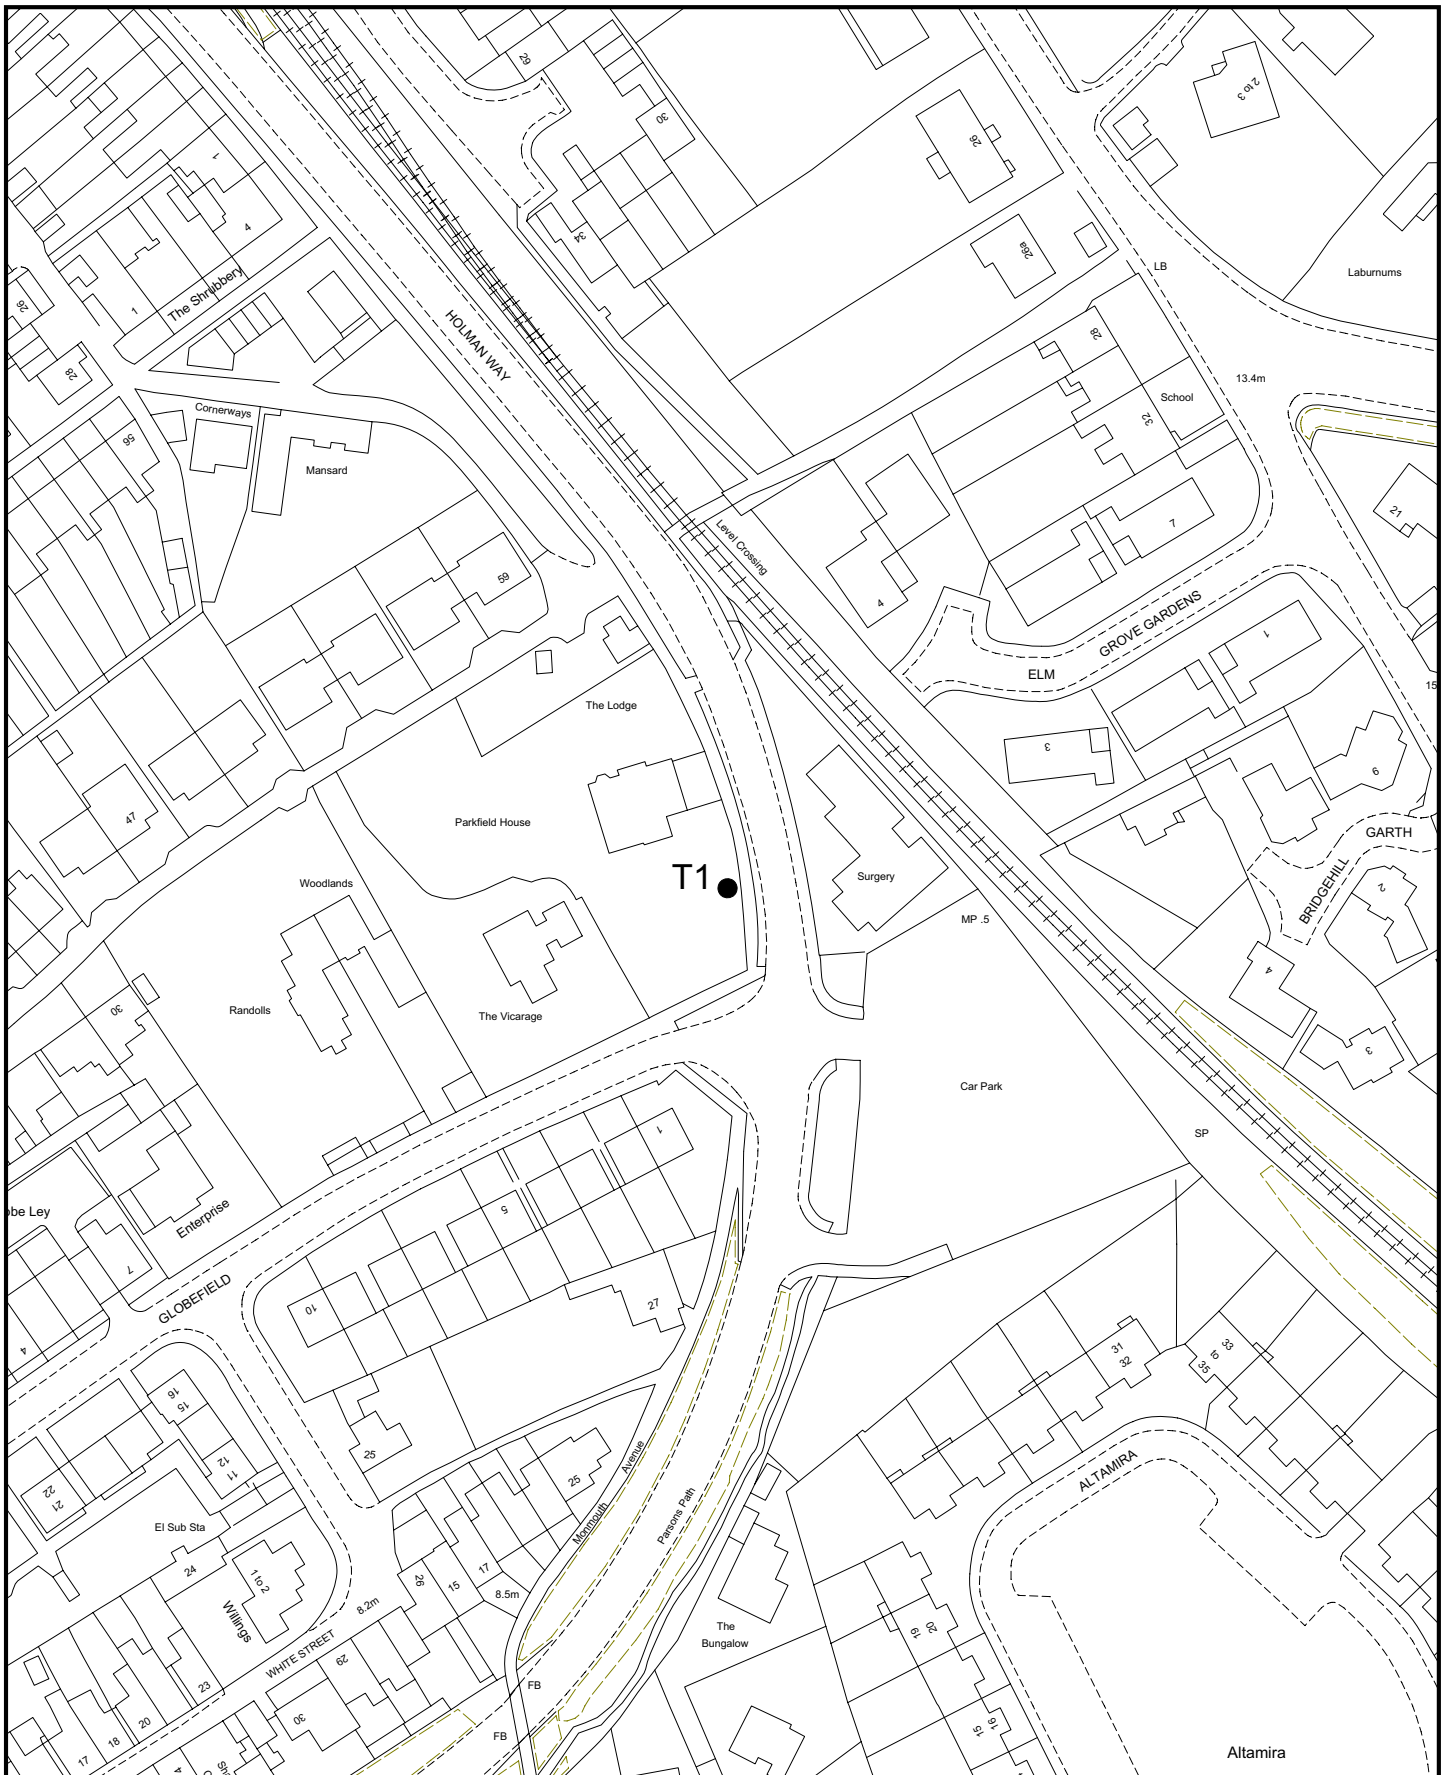 29
30
2 to 3
26
1
4
34
26a
LB
Laburnums
The Shrubbery
1
26
HOLMAN WAY
28
28
13.4m
School
32
Cornerways
56
Mansard
21
7
Level Crossing
59
4
GROVE GARDENS
1
ELM
15
The Lodge
3
9
47
Parkfield House
GARTH
T1
Surgery
Woodlands
BRIDGEHILL
2
MP .5
4
30
Randolls
The Vicarage
3
Car Park
SP
1
5
obe Ley
Enterprise
7
GLOBEFIELD
10
27
4
31
32
33
to
35
16
15
25
12
11
25
Avenue
ALTAMIRA
22
21
Monmouth
Parsons Path
El Sub Sta
24
1 to 2
26
15
17
8.5m
8.2m
Willings
The
Bungalow
20
19
WHITE STREET
29
23
FB
30
20
18
17
FB
16
15
Altamira